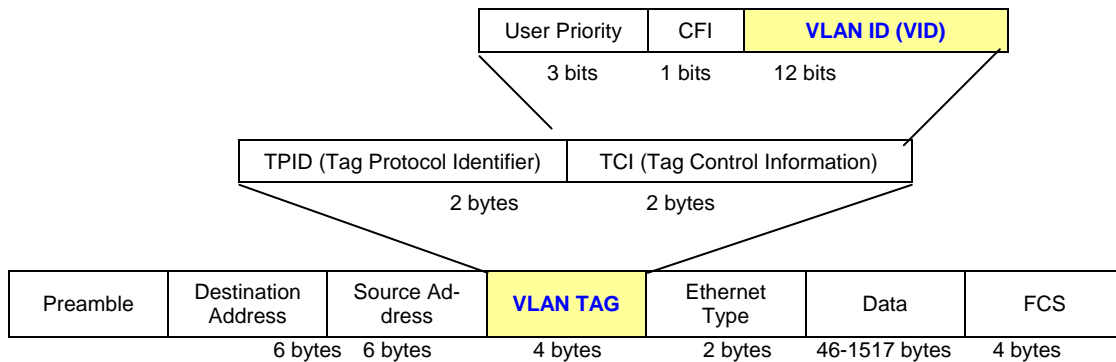 User Priority CFI VLAN ID (VID)
3 bits 1 bits 12 bits
TPID (Tag Protocol Identifier) TCI (Tag Control Information)
2 bytes 2 bytes
Preamble Destination Address Source Ad-dress VLAN TAG Ethernet Type Data FCS
6 bytes 6 bytes 4 bytes 2 bytes 46-1517 bytes 4 bytes